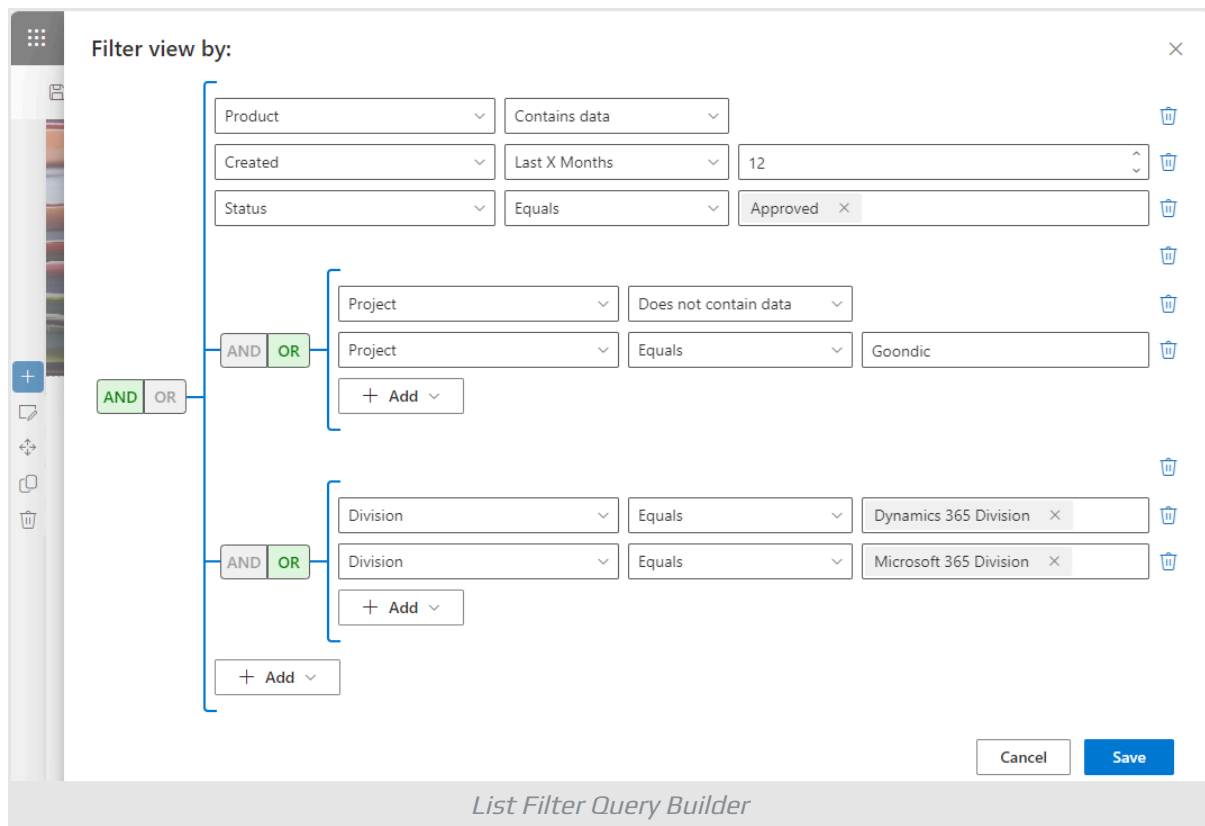 Filter view by:
Product Contains data
Created Last X Months 12
Status Equals Approved
Project Does not contain data
AND OR Project Equals Goondic
AND OR + Add
Division Equals Dynamics 365 Division
AND OR Division Equals Microsoft 365 Division
+ Add
+ Add
Cancel Save
List Filter Query Builder